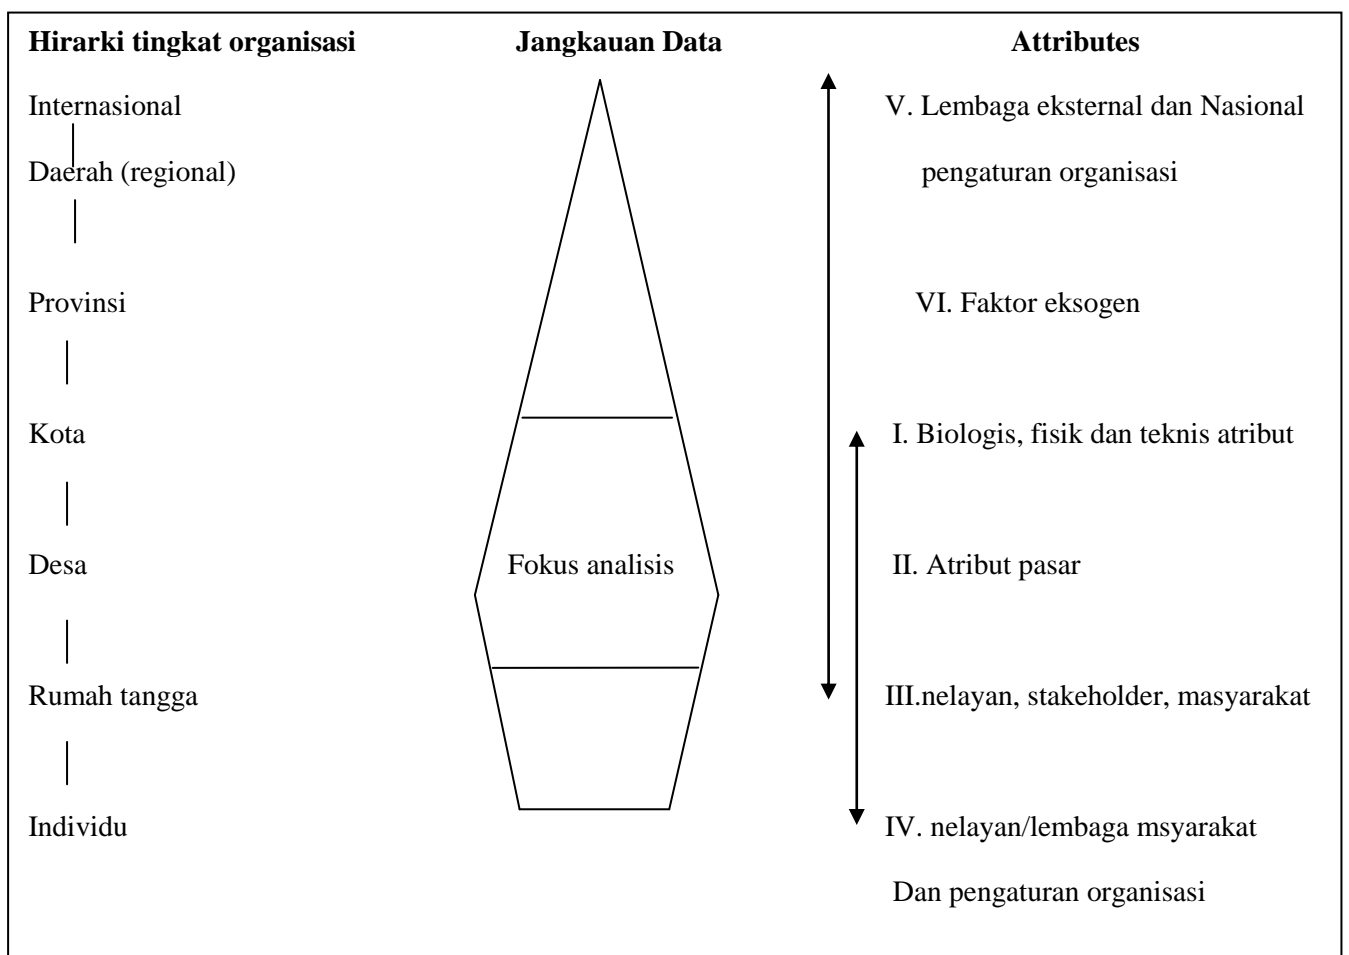 Hirarki tingkat organisasi
Jangkauan Data
Attributes
Internasional
V. Lembaga eksternal dan Nasional
Daerah (regional)
pengaturan organisasi
Provinsi
VI. Faktor eksogen
Kota
I. Biologis, fisik dan teknis atribut
Desa
Fokus analisis
II. Atribut pasar
Rumah tangga
III.nelayan, stakeholder, masyarakat
Individu
IV. nelayan/lembaga msyarakat
Dan pengaturan organisasi